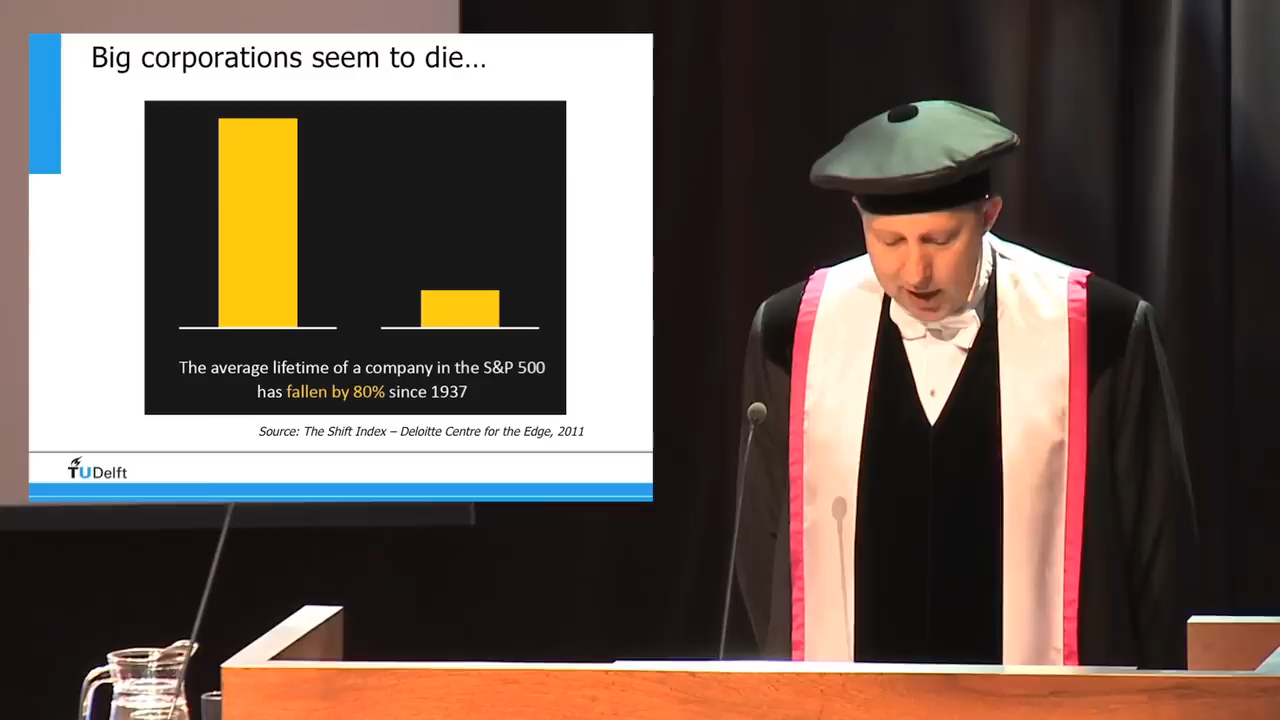 Big corporations seem to die…
The average lifetime of a company in the S&P 500
has fallen by 80% since 1937
Source: The Shift Index – Deloitte Centre for the Edge, 2011
TUDelft